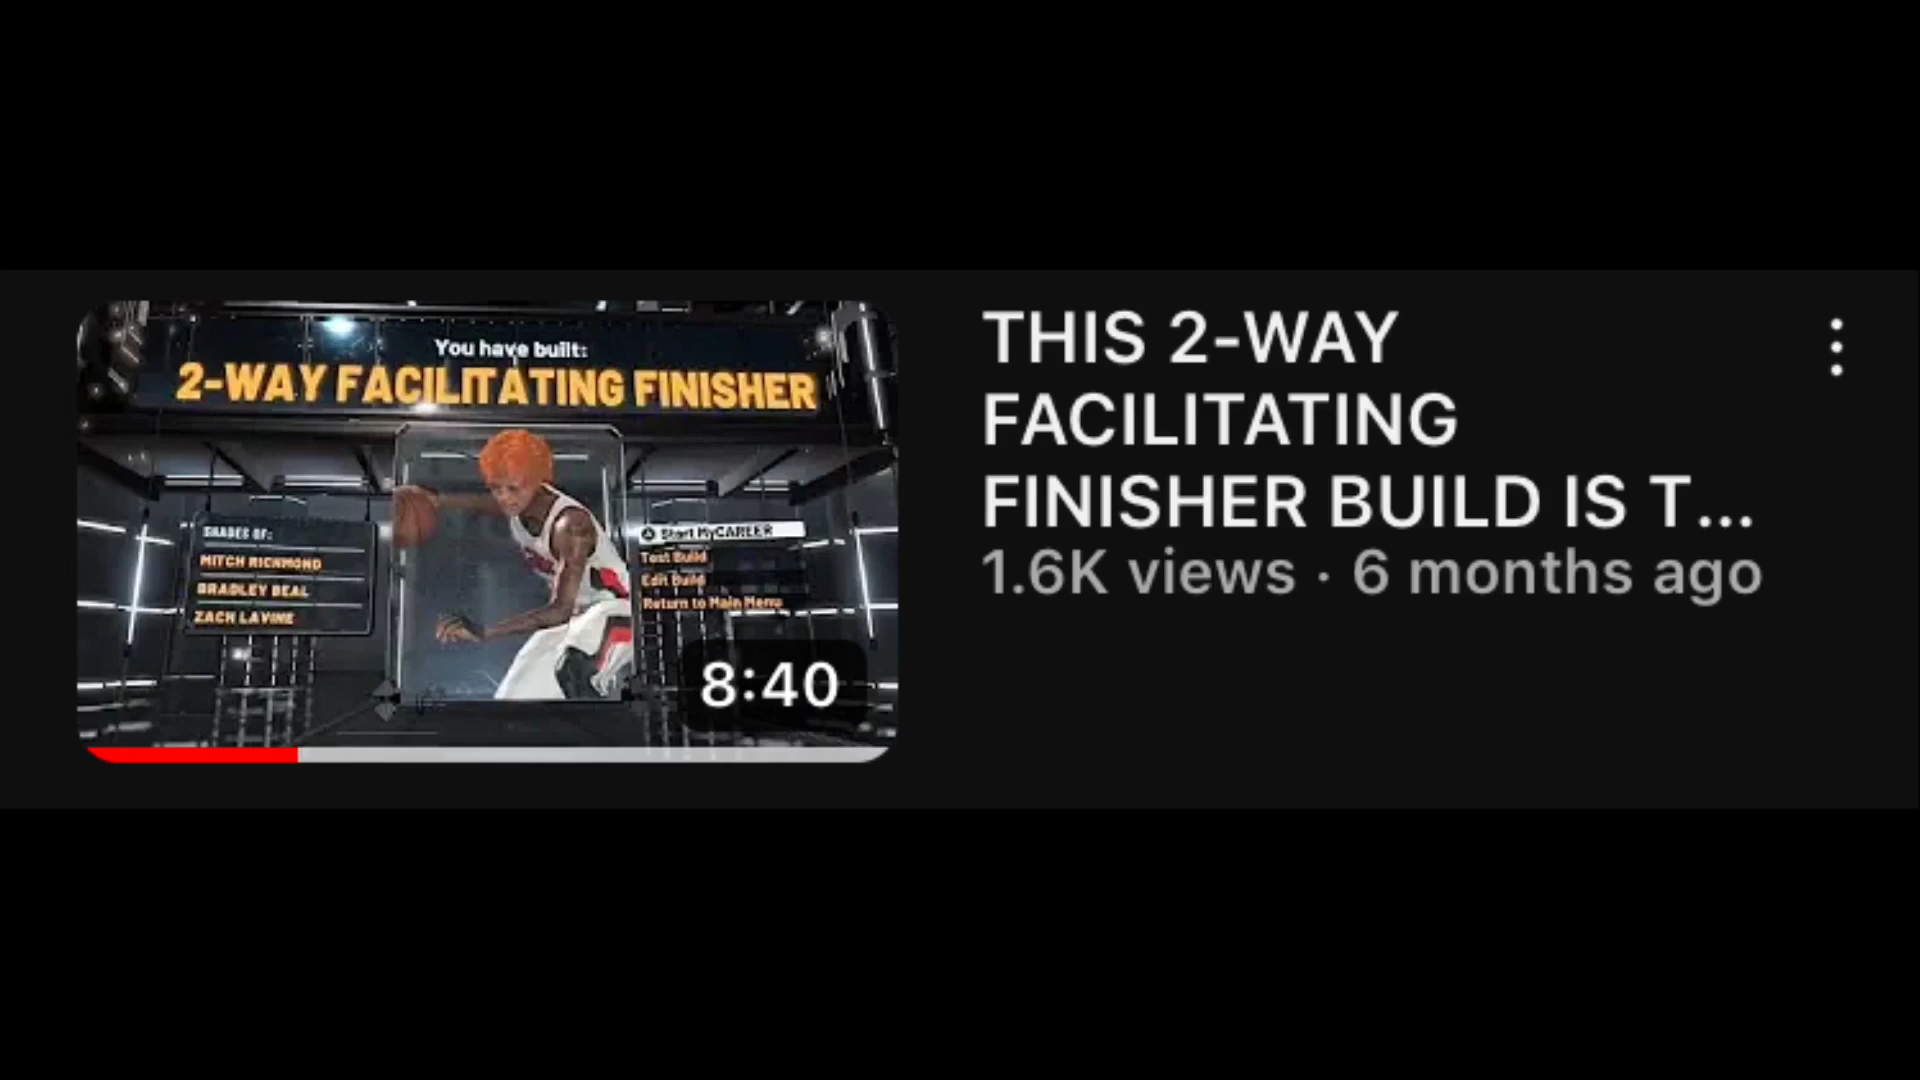 You have built:
2-WAY FACILITATING FINISHER
SHADES OF:
MITCH RICHMOND
BRADLEY BEAL
ZACH LAVINE
Start MyCAREER
Test Build
Edit Build
Return to Main Menu
8:40
THIS 2-WAY
FACILITATING
FINISHER BUILD IS T...
1.6K views · 6 months ago